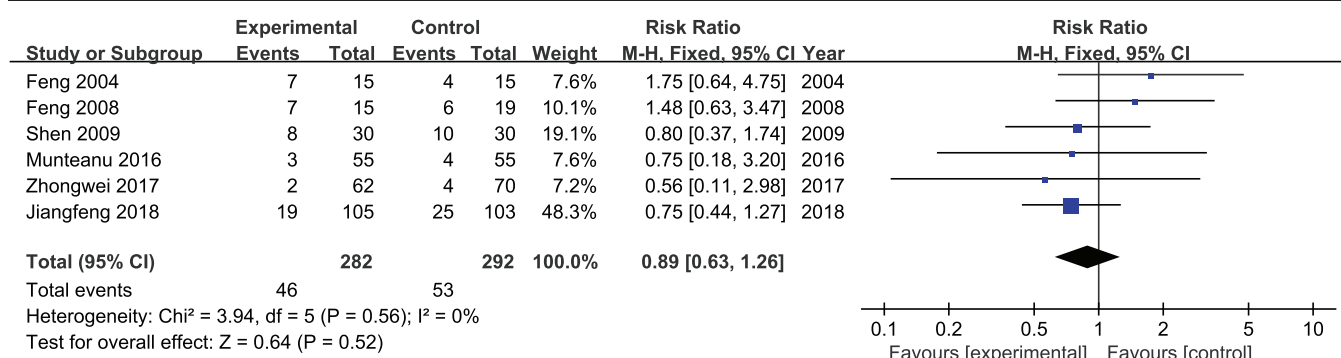 Experimental Control Risk Ratio Risk Ratio
Study or Subgroup Events Total Events Total Weight M-H, Fixed, 95% CI Year M-H, Fixed, 95% CI
Feng 2004 7 15 4 15 7.6% 1.75 [0.64, 4.75] 2004
Feng 2008 7 15 6 19 10.1% 1.48 [0.63, 3.47] 2008
Shen 2009 8 30 10 30 19.1% 0.80 [0.37, 1.74] 2009
Munteanu 2016 3 55 4 55 7.6% 0.75 [0.18, 3.20] 2016
Zhongwei 2017 2 62 4 70 7.2% 0.56 [0.11, 2.98] 2017
Jiangfeng 2018 19 105 25 103 48.3% 0.75 [0.44, 1.27] 2018
Total (95% CI) 282 292 100.0% 0.89 [0.63, 1.26]
Total events 46 53
Heterogeneity: Chi² = 3.94, df = 5 (P = 0.56); I² = 0%
Test for overall effect: Z = 0.64 (P = 0.52)
0.1 0.2 0.5 1 2 5 10
Favours [experimental] Favours [control]